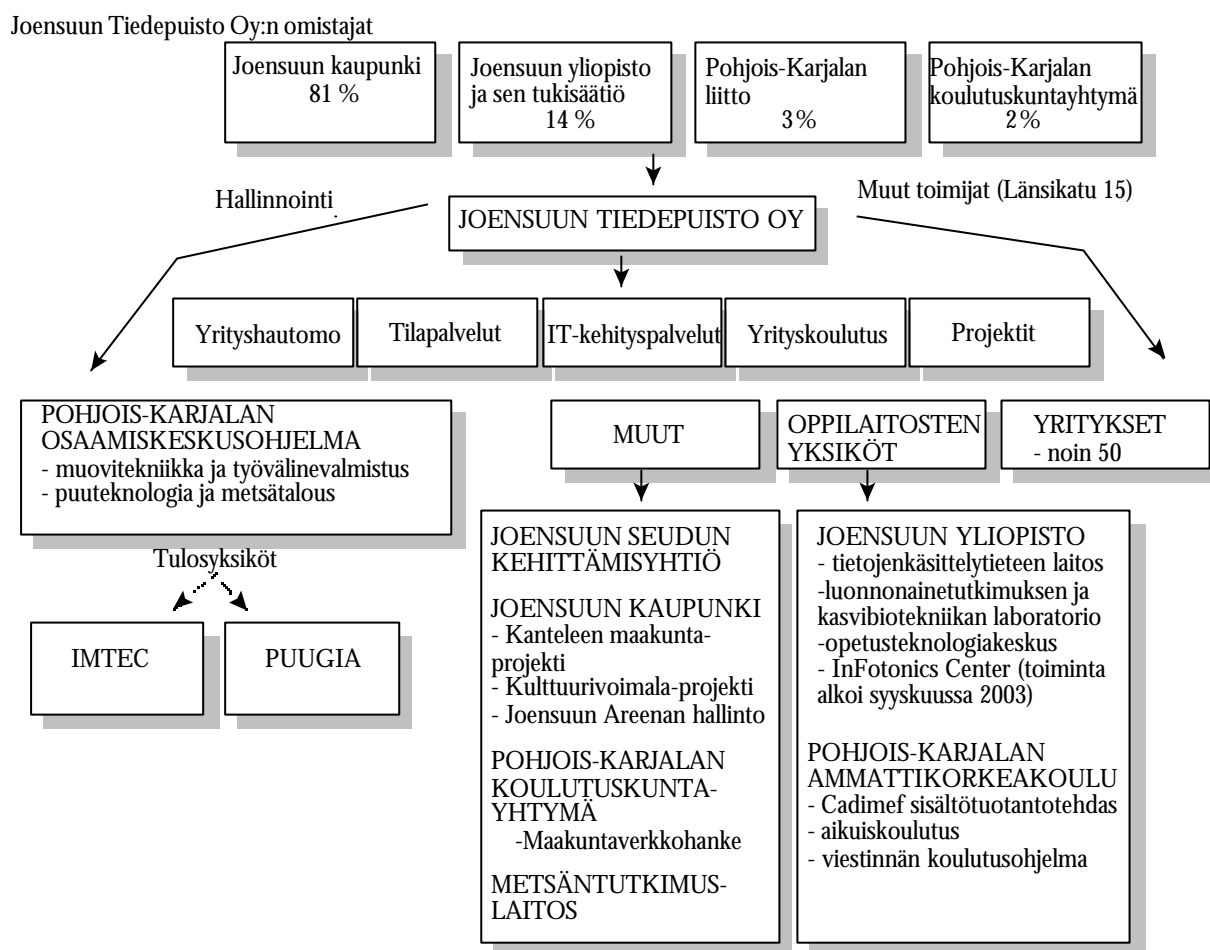 Joensuun Tiedepuisto Oy:n omistajat
Joensuun kaupunki
81 %
Joensuun yliopisto
ja sen tukisäätiö
14 %
Pohjois-Karjalan
liitto
3%
Pohjois-Karjalan
koulutuskuntayhtymä
2%
Hallinnointi
Muut toimijat (Länsikatu 15)
JOENSUUN TIEDEPUISTO OY
Yrityshautomo
Tilapalvelut
IT-kehityspalvelut
Yrityskoulutus
Projektit
POHJOIS-KARJALAN
OSAAMISKESKUSOHJELMA
- muovitekniikka ja työvälinevalmistus
- puuteknologia ja metsätalous
Tulosyksiköt
IMTEC
PUUGIA
MUUT
OPPILAITOSTEN
YKSIKÖT
YRITYKSET
- noin 50
JOENSUUN SEUDUN
KEHITTÄMISYHTIÖ
JOENSUUN KAUPUNKI
- Kanteleen maakunta-
projekti
- Kulttuurivoimala-projekti
- Joensuun Areenan hallinto
POHJOIS-KARJALAN
KOULUTUSKUNTA-
YHTYMÄ
-Maakuntaverkkohanke
METSÄNTUTKIMUS-
LAITOS
JOENSUUN YLIOPISTO
- tietojenkäsittelytieteen laitos
-luonnonainetutkimuksen ja
kasvibiotekniikan laboratorio
-opetusteknologiakeskus
- InFotonics Center (toiminta
alkoi syyskuussa 2003)
POHJOIS-KARJALAN
AMMATTIKORKEAKOULU
- Cadimef sisältötuotantotehdas
- aikuiskoulutus
- viestinnän koulutusohjelma